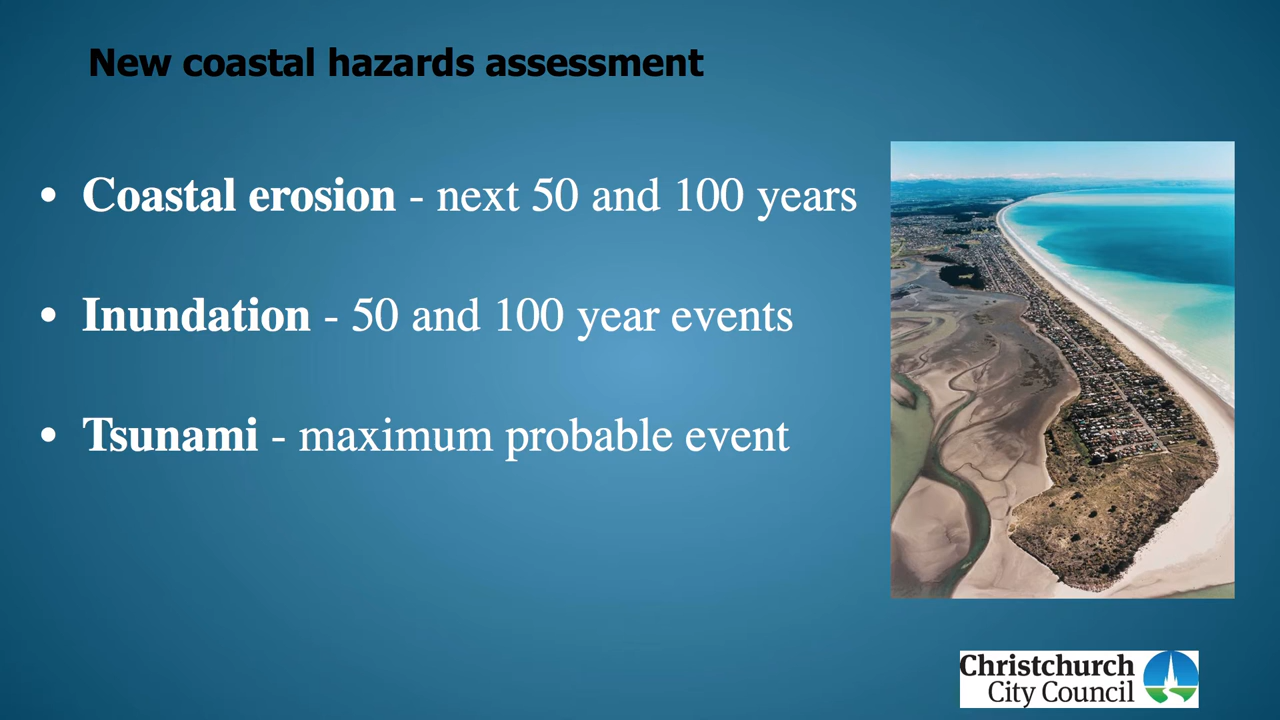 New coastal hazards assessment
• Coastal erosion - next 50 and 100 years
• Inundation - 50 and 100 year events
• Tsunami - maximum probable event
Christchurch
City Council